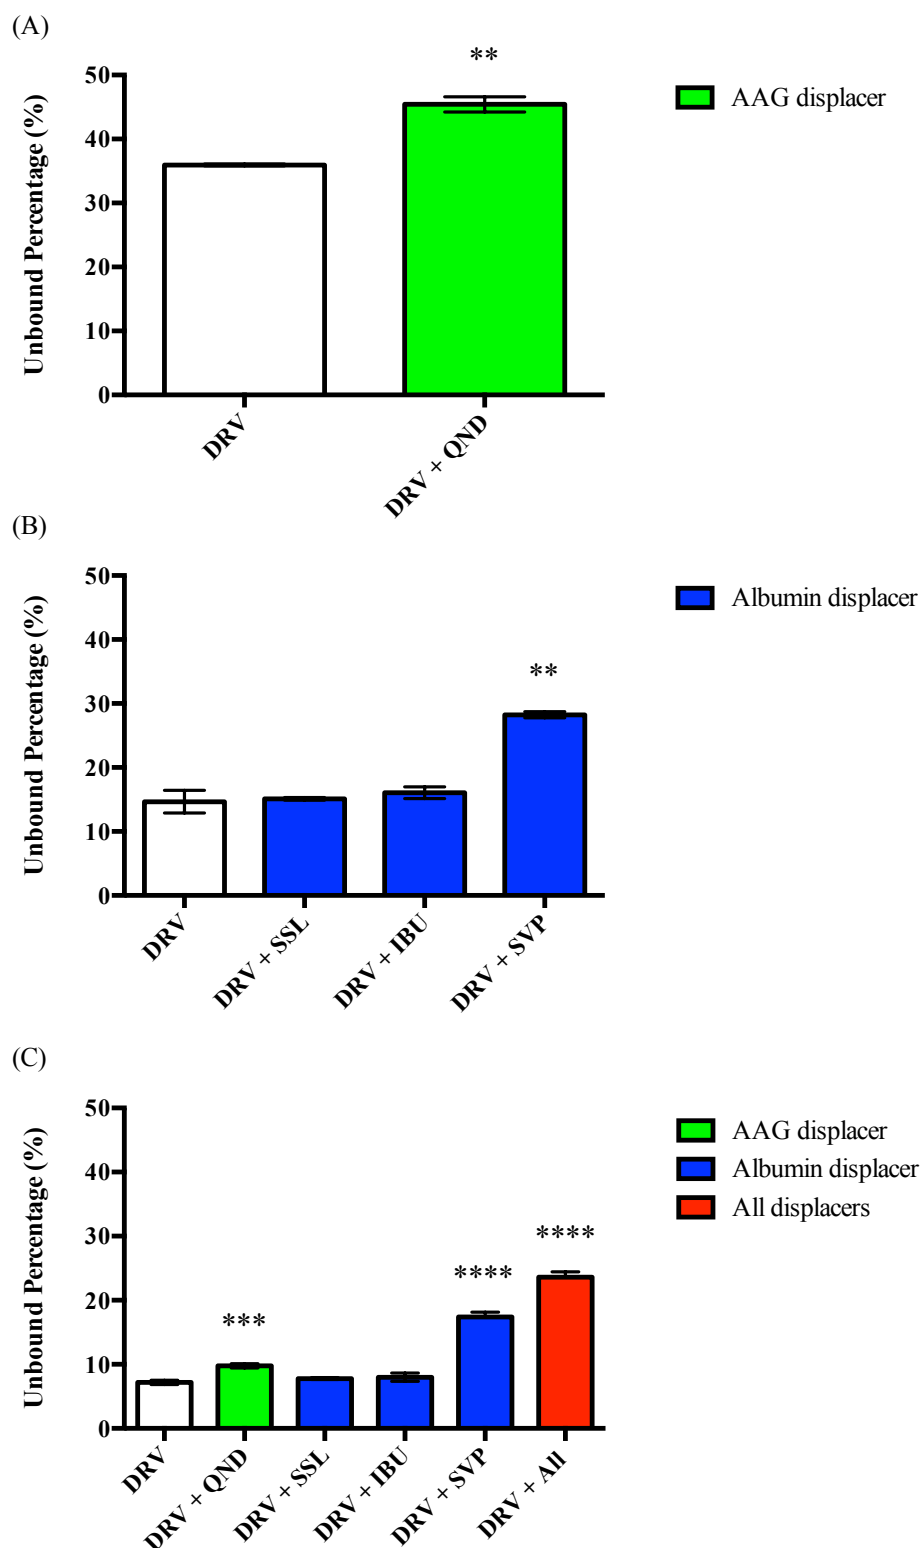 (A)
**
50
40
30
20
10
0
Unbound Percentage (%)
DRV
DRV + QND
AAG displacer
(B)
50
40
30
20
10
0
Unbound Percentage (%)
**
DRV
DRV + SSL
DRV + IBU
DRV + SVP
Albumin displacer
(C)
50
40
30
20
10
0
Unbound Percentage (%)
***
****
****
DRV
DRV + QND
DRV + SSL
DRV + IBU
DRV + SVP
DRV + All
AAG displacer
Albumin displacer
All displacers